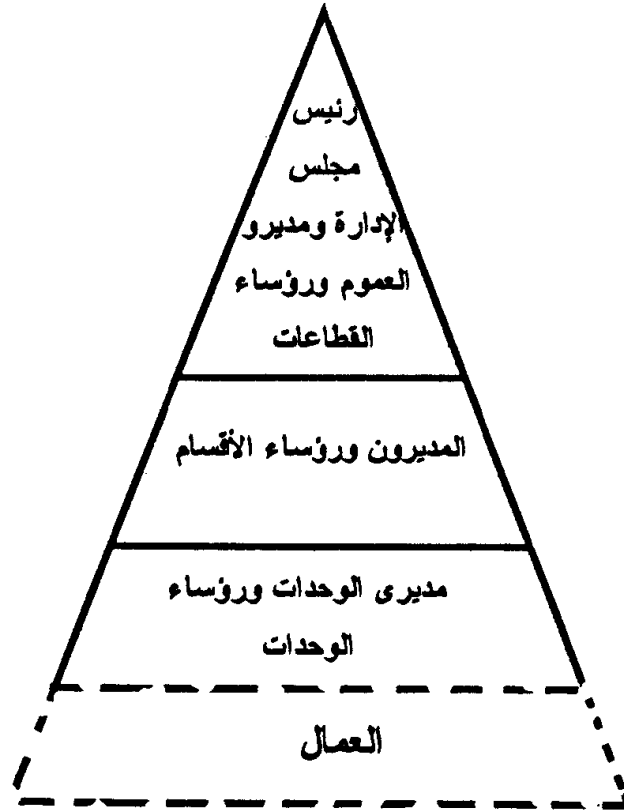 رئيس
مجلس
الإدارة ومديرو
العموم ورؤساء
القطاعات
المديرون ورؤساء الأقسام
مديرى الوحدات ورؤساء
الوحدات
العمال